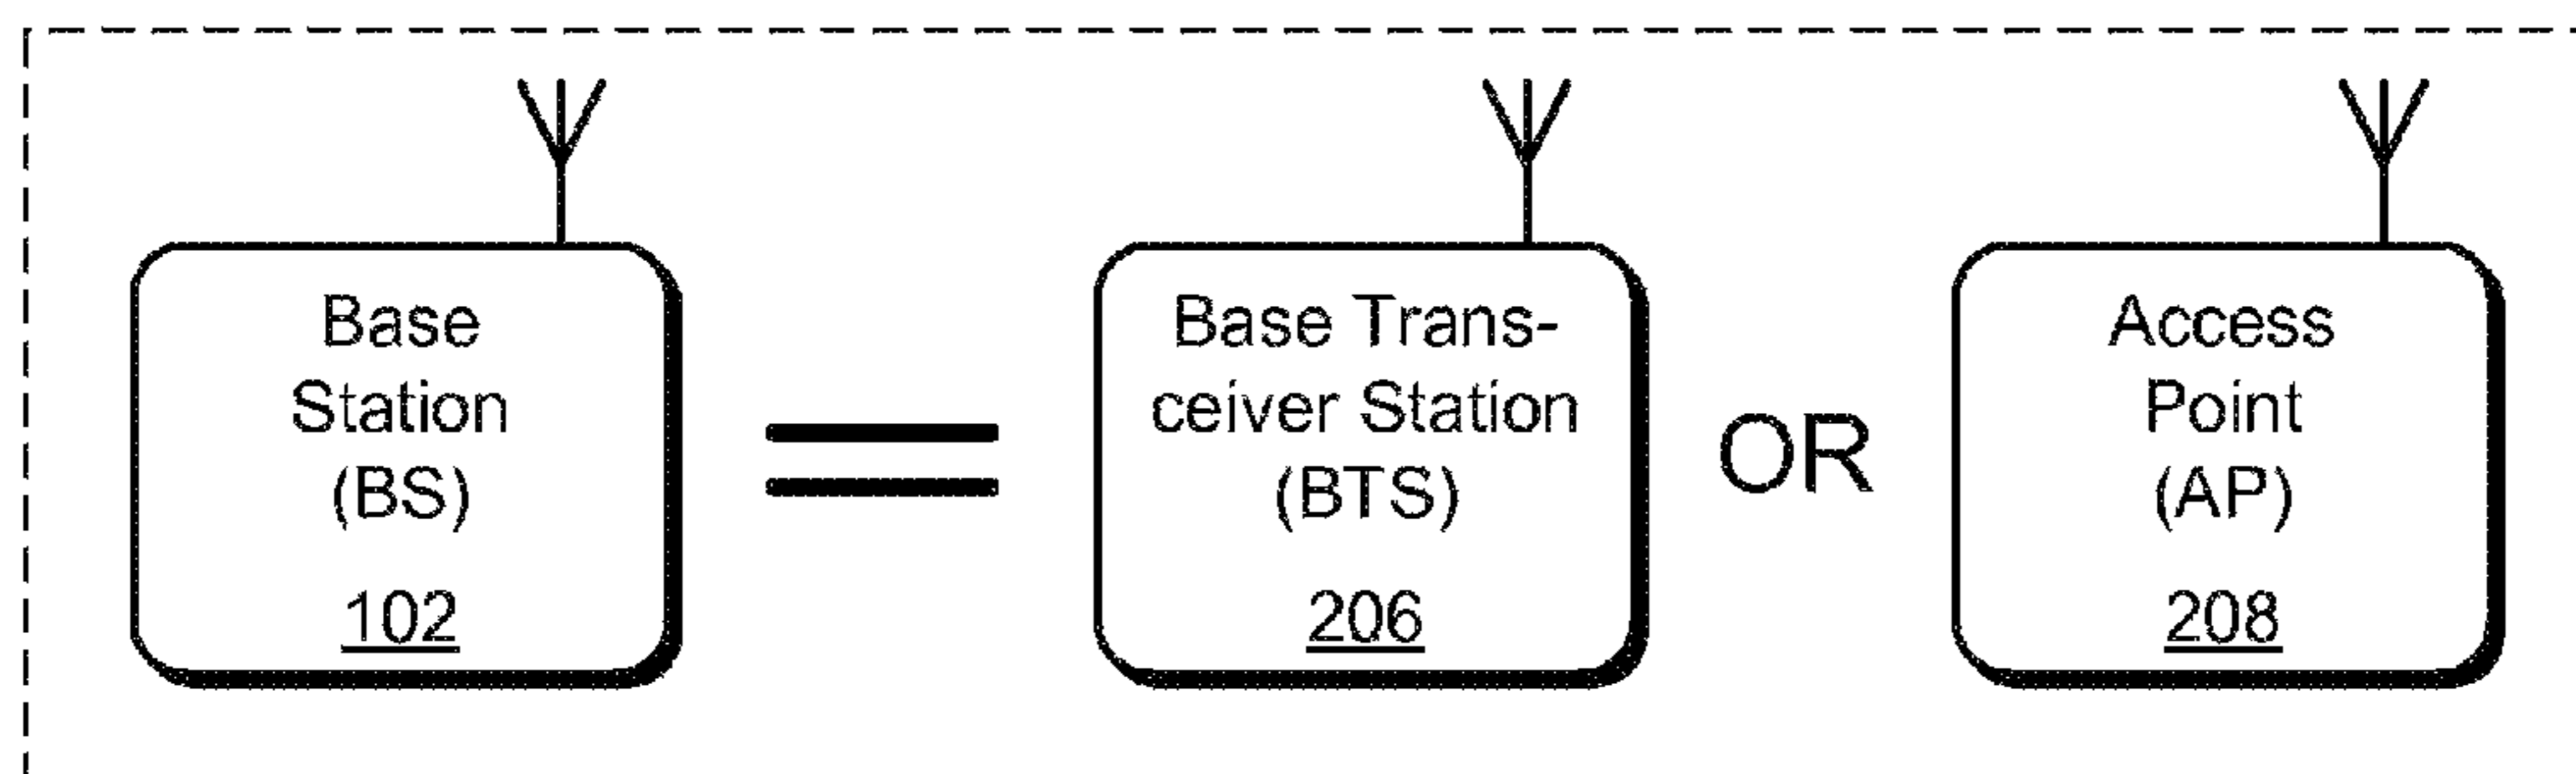 Base
Station
(BS)
102
=
Base Trans-
ceiver Station
(BTS)
206
OR
Access
Point
(AP)
208